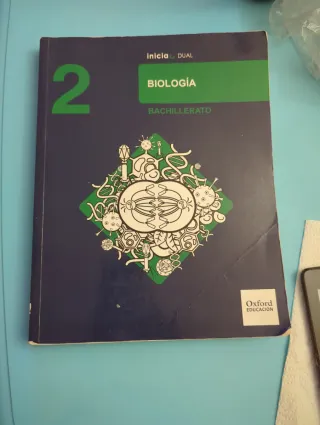 inicia DUAL
2
BIOLOGÍA
BACHILLERATO
Oxford
EDUCACIÓN